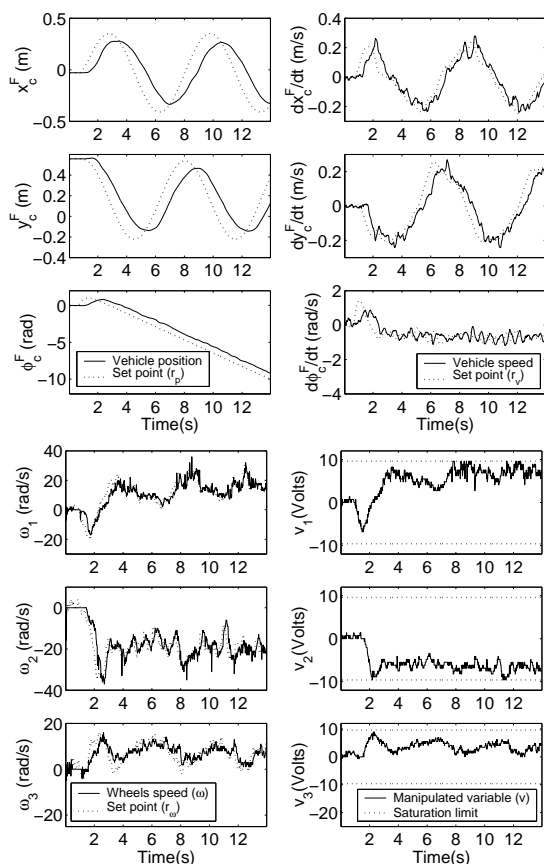 0.5
0
−0.5
x_c^F (m)
2 4 6 8 10 12
0.4
0.2
0
−0.2
dx_c^F/dt (m/s)
2 4 6 8 10 12
0.4
0.2
0
−0.2
0.4
y_c^F (m)
2 4 6 8 10 12
0.2
0
−0.2
dy_c^F/dt (m/s)
2 4 6 8 10 12
0
−5
−10
ϕ_c^F (rad)
Vehicle position
Set point (r_p)
2 4 6 8 10 12
Time(s)
2
0
−2
−4
dϕ_c^F/dt (rad/s)
Vehicle speed
Set point (r_v)
2 4 6 8 10 12
Time(s)
40
20
0
−20
ω_1 (rad/s)
2 4 6 8 10 12
10
0
−10
v_1(Volts)
2 4 6 8 10 12
0
−20
−40
ω_2 (rad/s)
2 4 6 8 10 12
10
0
−10
v_2(Volts)
2 4 6 8 10 12
20
0
−20
ω_3 (rad/s)
Wheels speed (ω)
Set point (r_ω)
2 4 6 8 10 12
Time(s)
10
0
−10
−20
v_3(Volts)
Manipulated variable (v)
Saturation limit
2 4 6 8 10 12
Time(s)